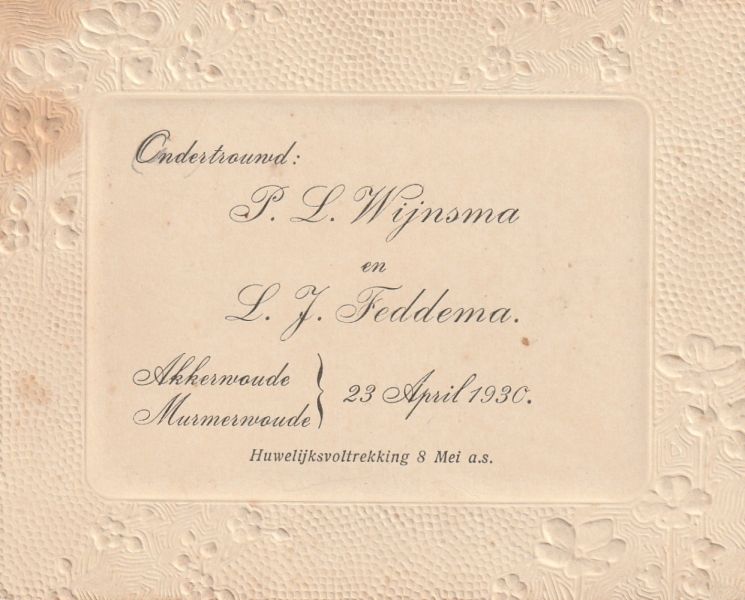 Ondertrouwd:
P. L. Wijnsma
en
L. J. Feddema.
Akkerwoude
Murmerwoude } 23 April 1930.
Huwelijksvoltrekking 8 Mei a.s.